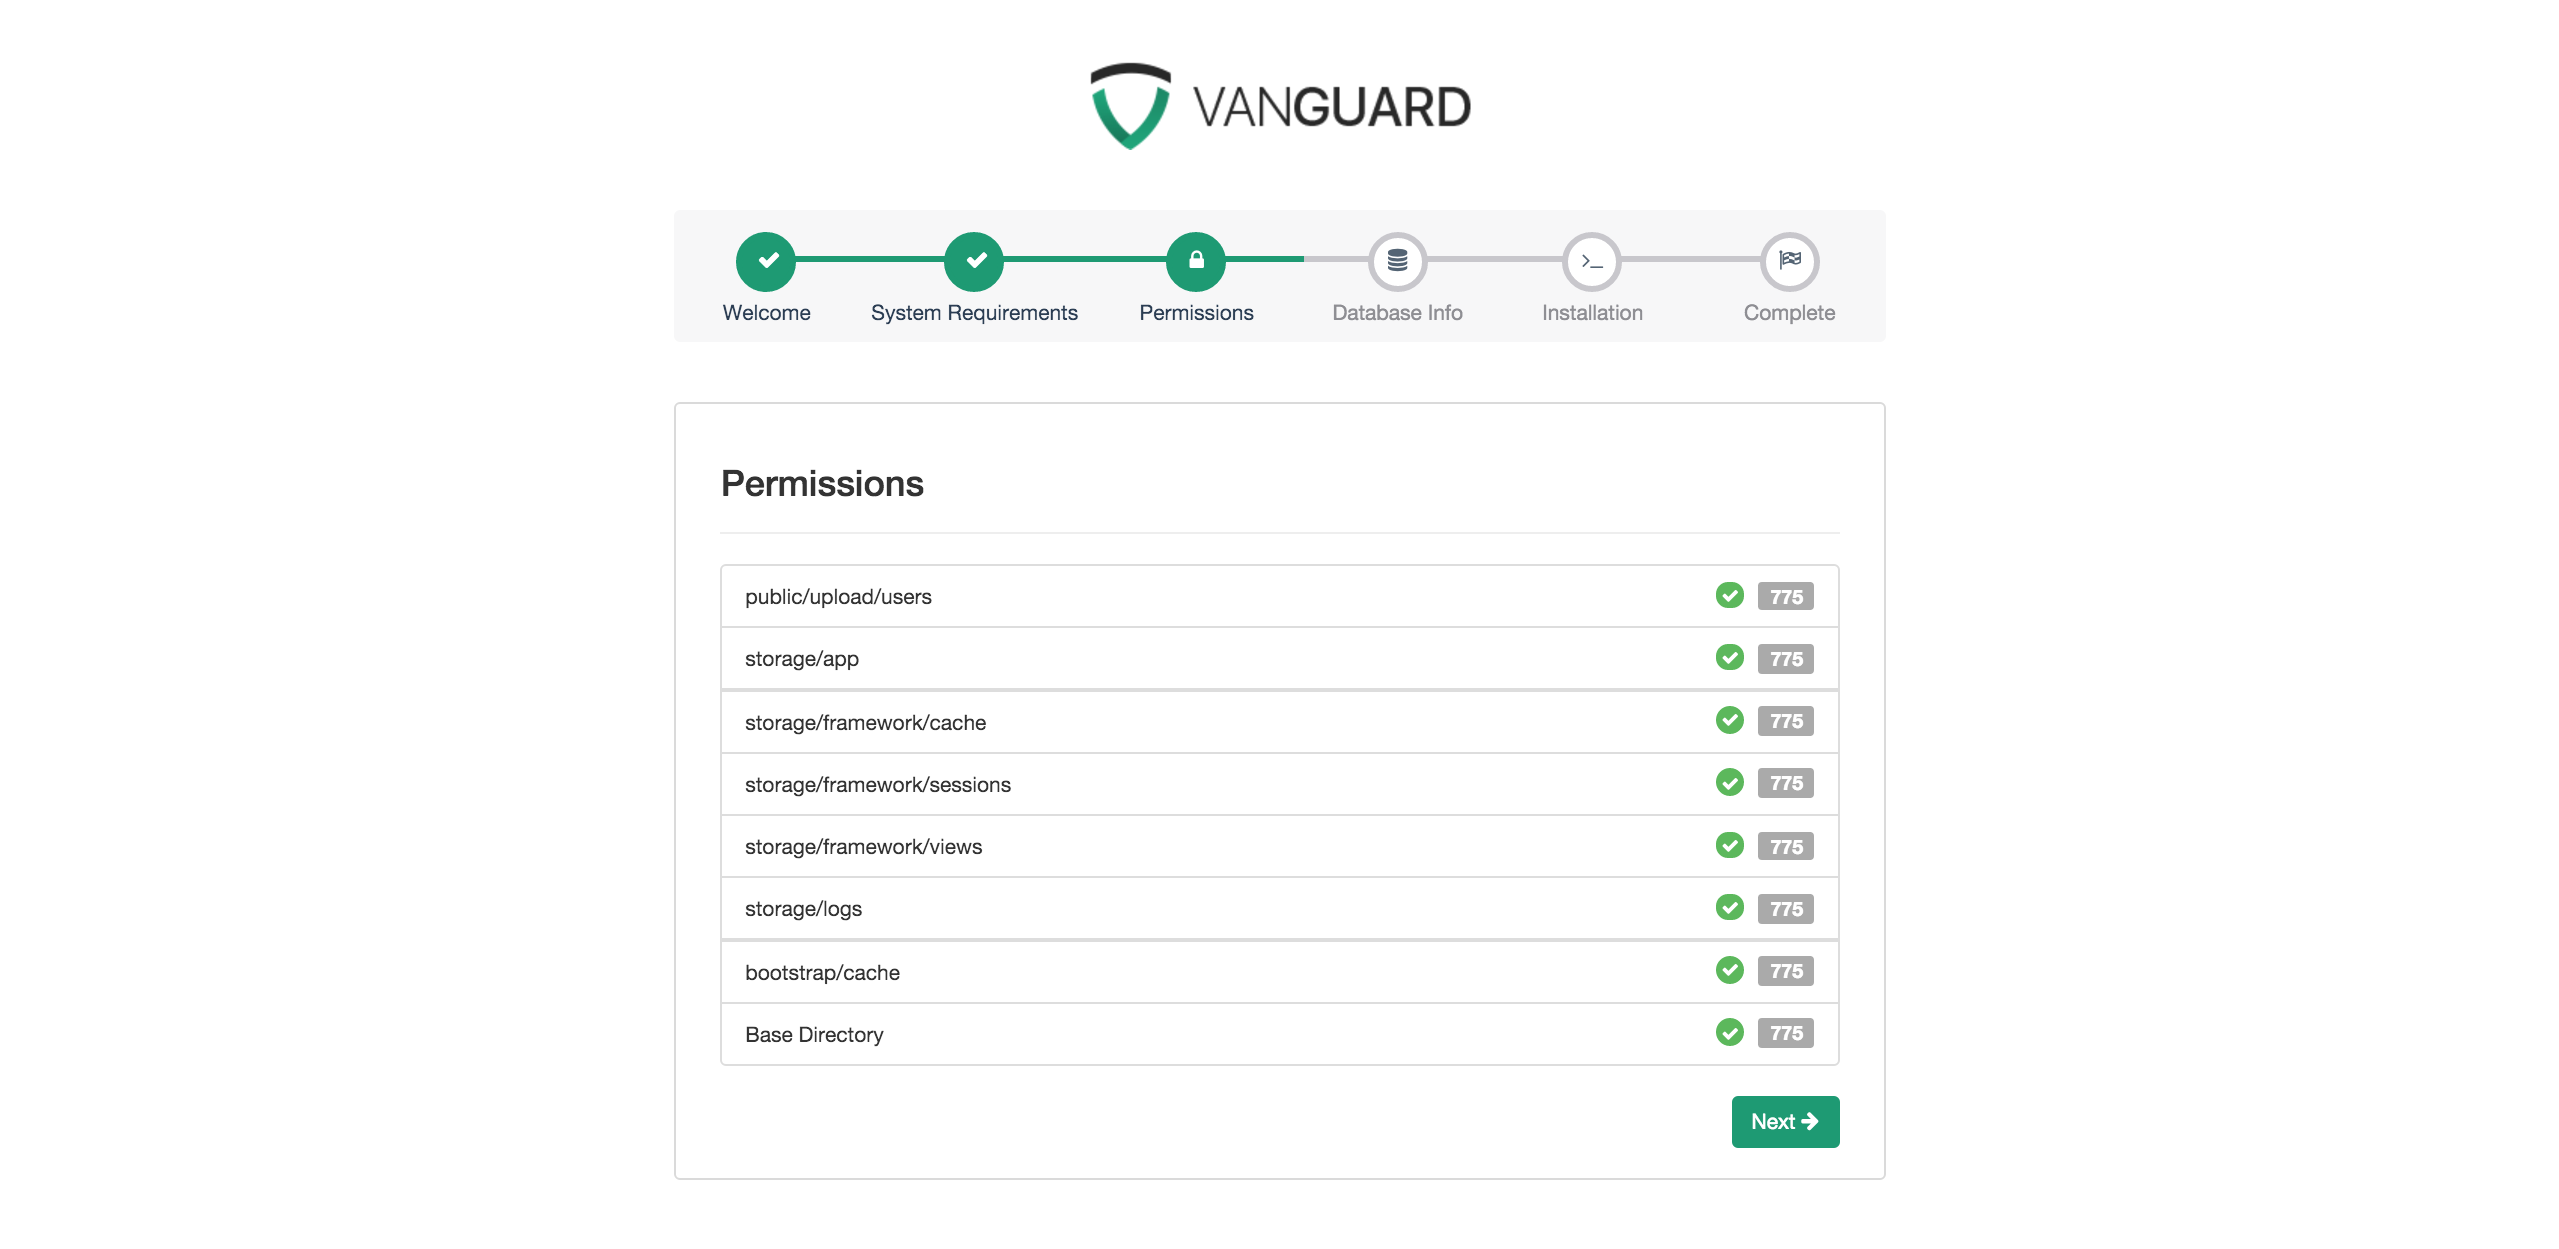 VANGUARD
Welcome System Requirements Permissions Database Info Installation Complete
Permissions
public/upload/users 775
storage/app 775
storage/framework/cache 775
storage/framework/sessions 775
storage/framework/views 775
storage/logs 775
bootstrap/cache 775
Base Directory 775
Next